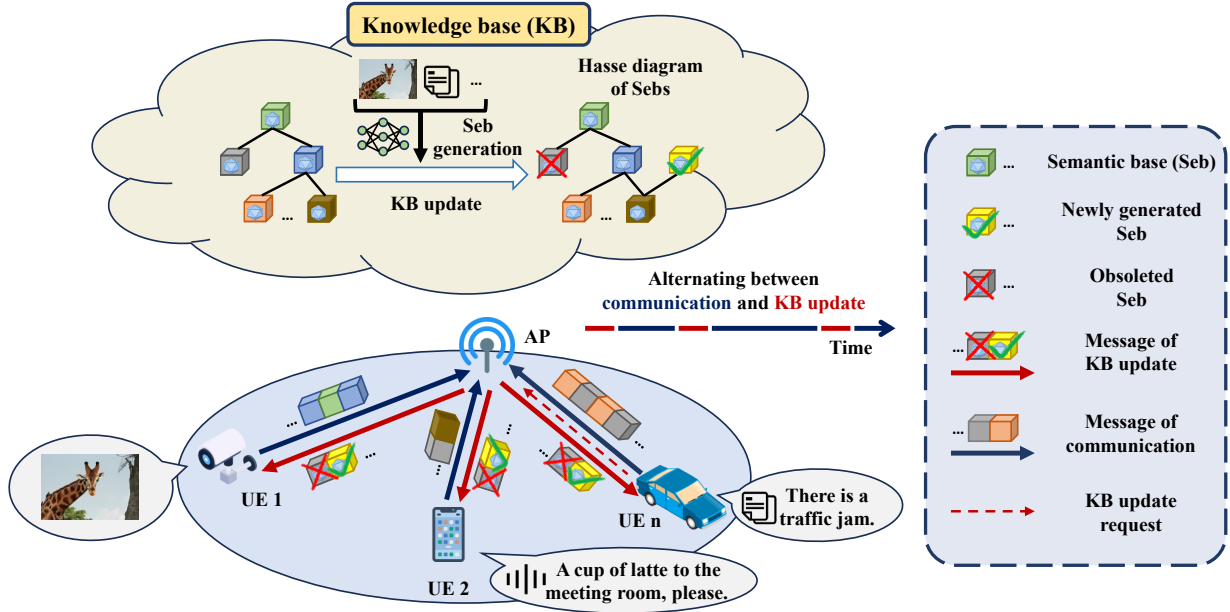 Knowledge base (KB)
...
Seb
generation
Hasse diagram
of Sebs
KB update
...
...
Alternating between
communication and KB update
Time
AP
...
...
...
...
...
...
UE 1
UE 2
UE n
There is a
traffic jam.
A cup of latte to the
meeting room, please.
... Semantic base (Seb)
... Newly generated
Seb
... Obsoleted
Seb
... Message of
KB update
... Message of
communication
KB update
request